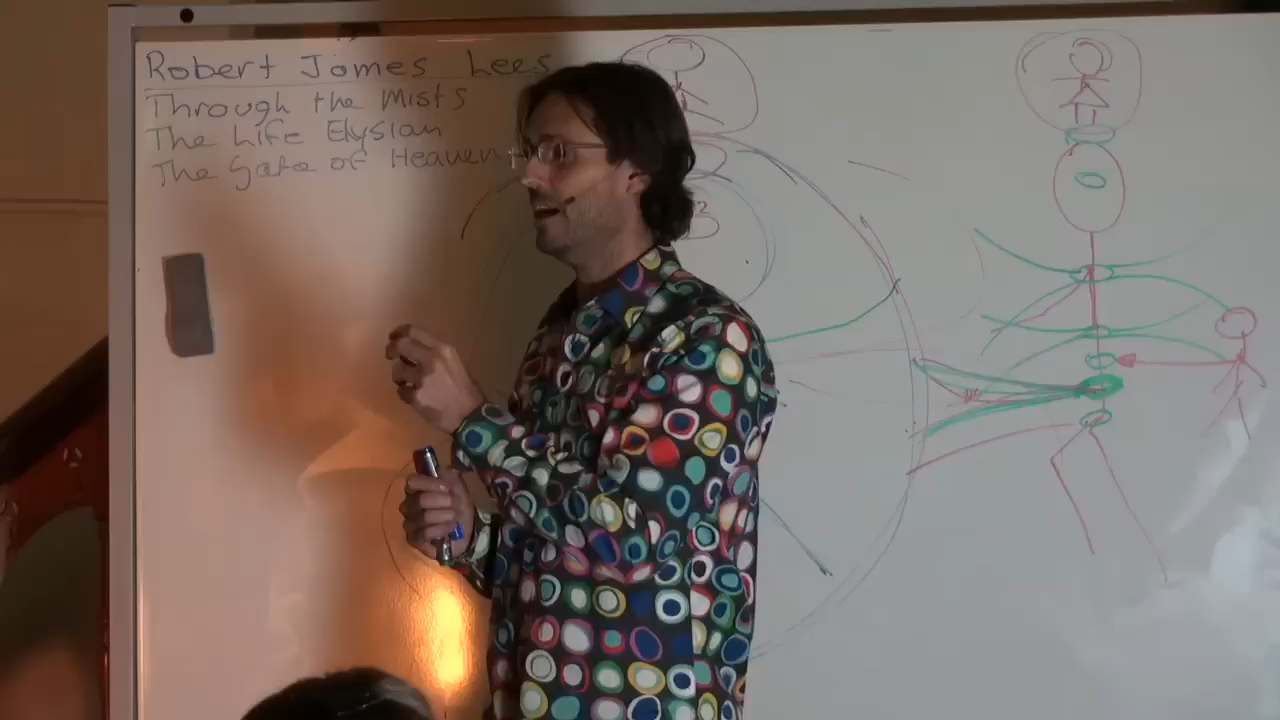 Robert James Lees
Through the Mists
The Life Elysian
The Gate of Heaven